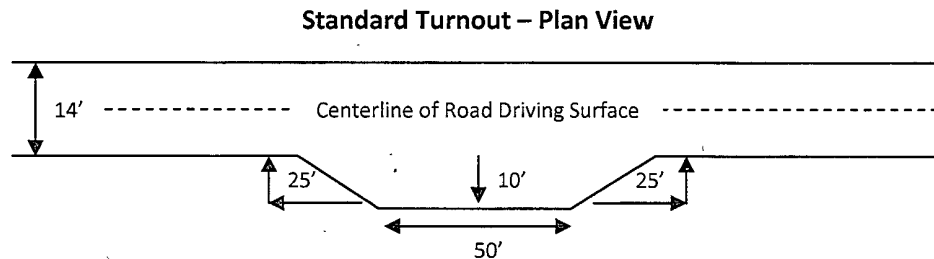 Standard Turnout – Plan View
14’
Centerline of Road Driving Surface
25’
10’
25’
50’